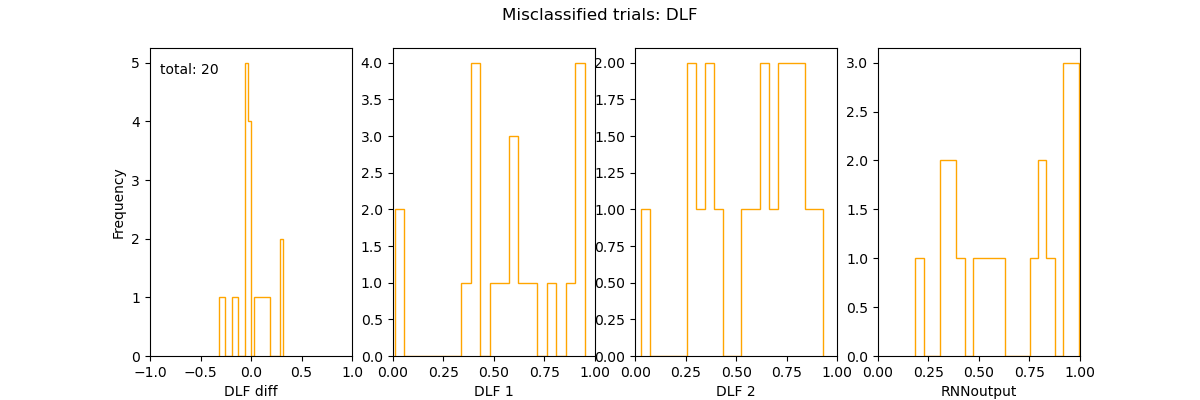 Misclassified trials: DLF
total: 20
Frequency
5
4
3
2
1
0
−1.0 −0.5 0.0 0.5 1.0
DLF diff
4.0
3.5
3.0
2.5
2.0
1.5
1.0
0.5
0.0
0.00 0.25 0.50 0.75 1.00
DLF 1
2.00
1.75
1.50
1.25
1.00
0.75
0.50
0.25
0.00
0.00 0.25 0.50 0.75 1.00
DLF 2
3.0
2.5
2.0
1.5
1.0
0.5
0.0
0.00 0.25 0.50 0.75 1.00
RNNoutput